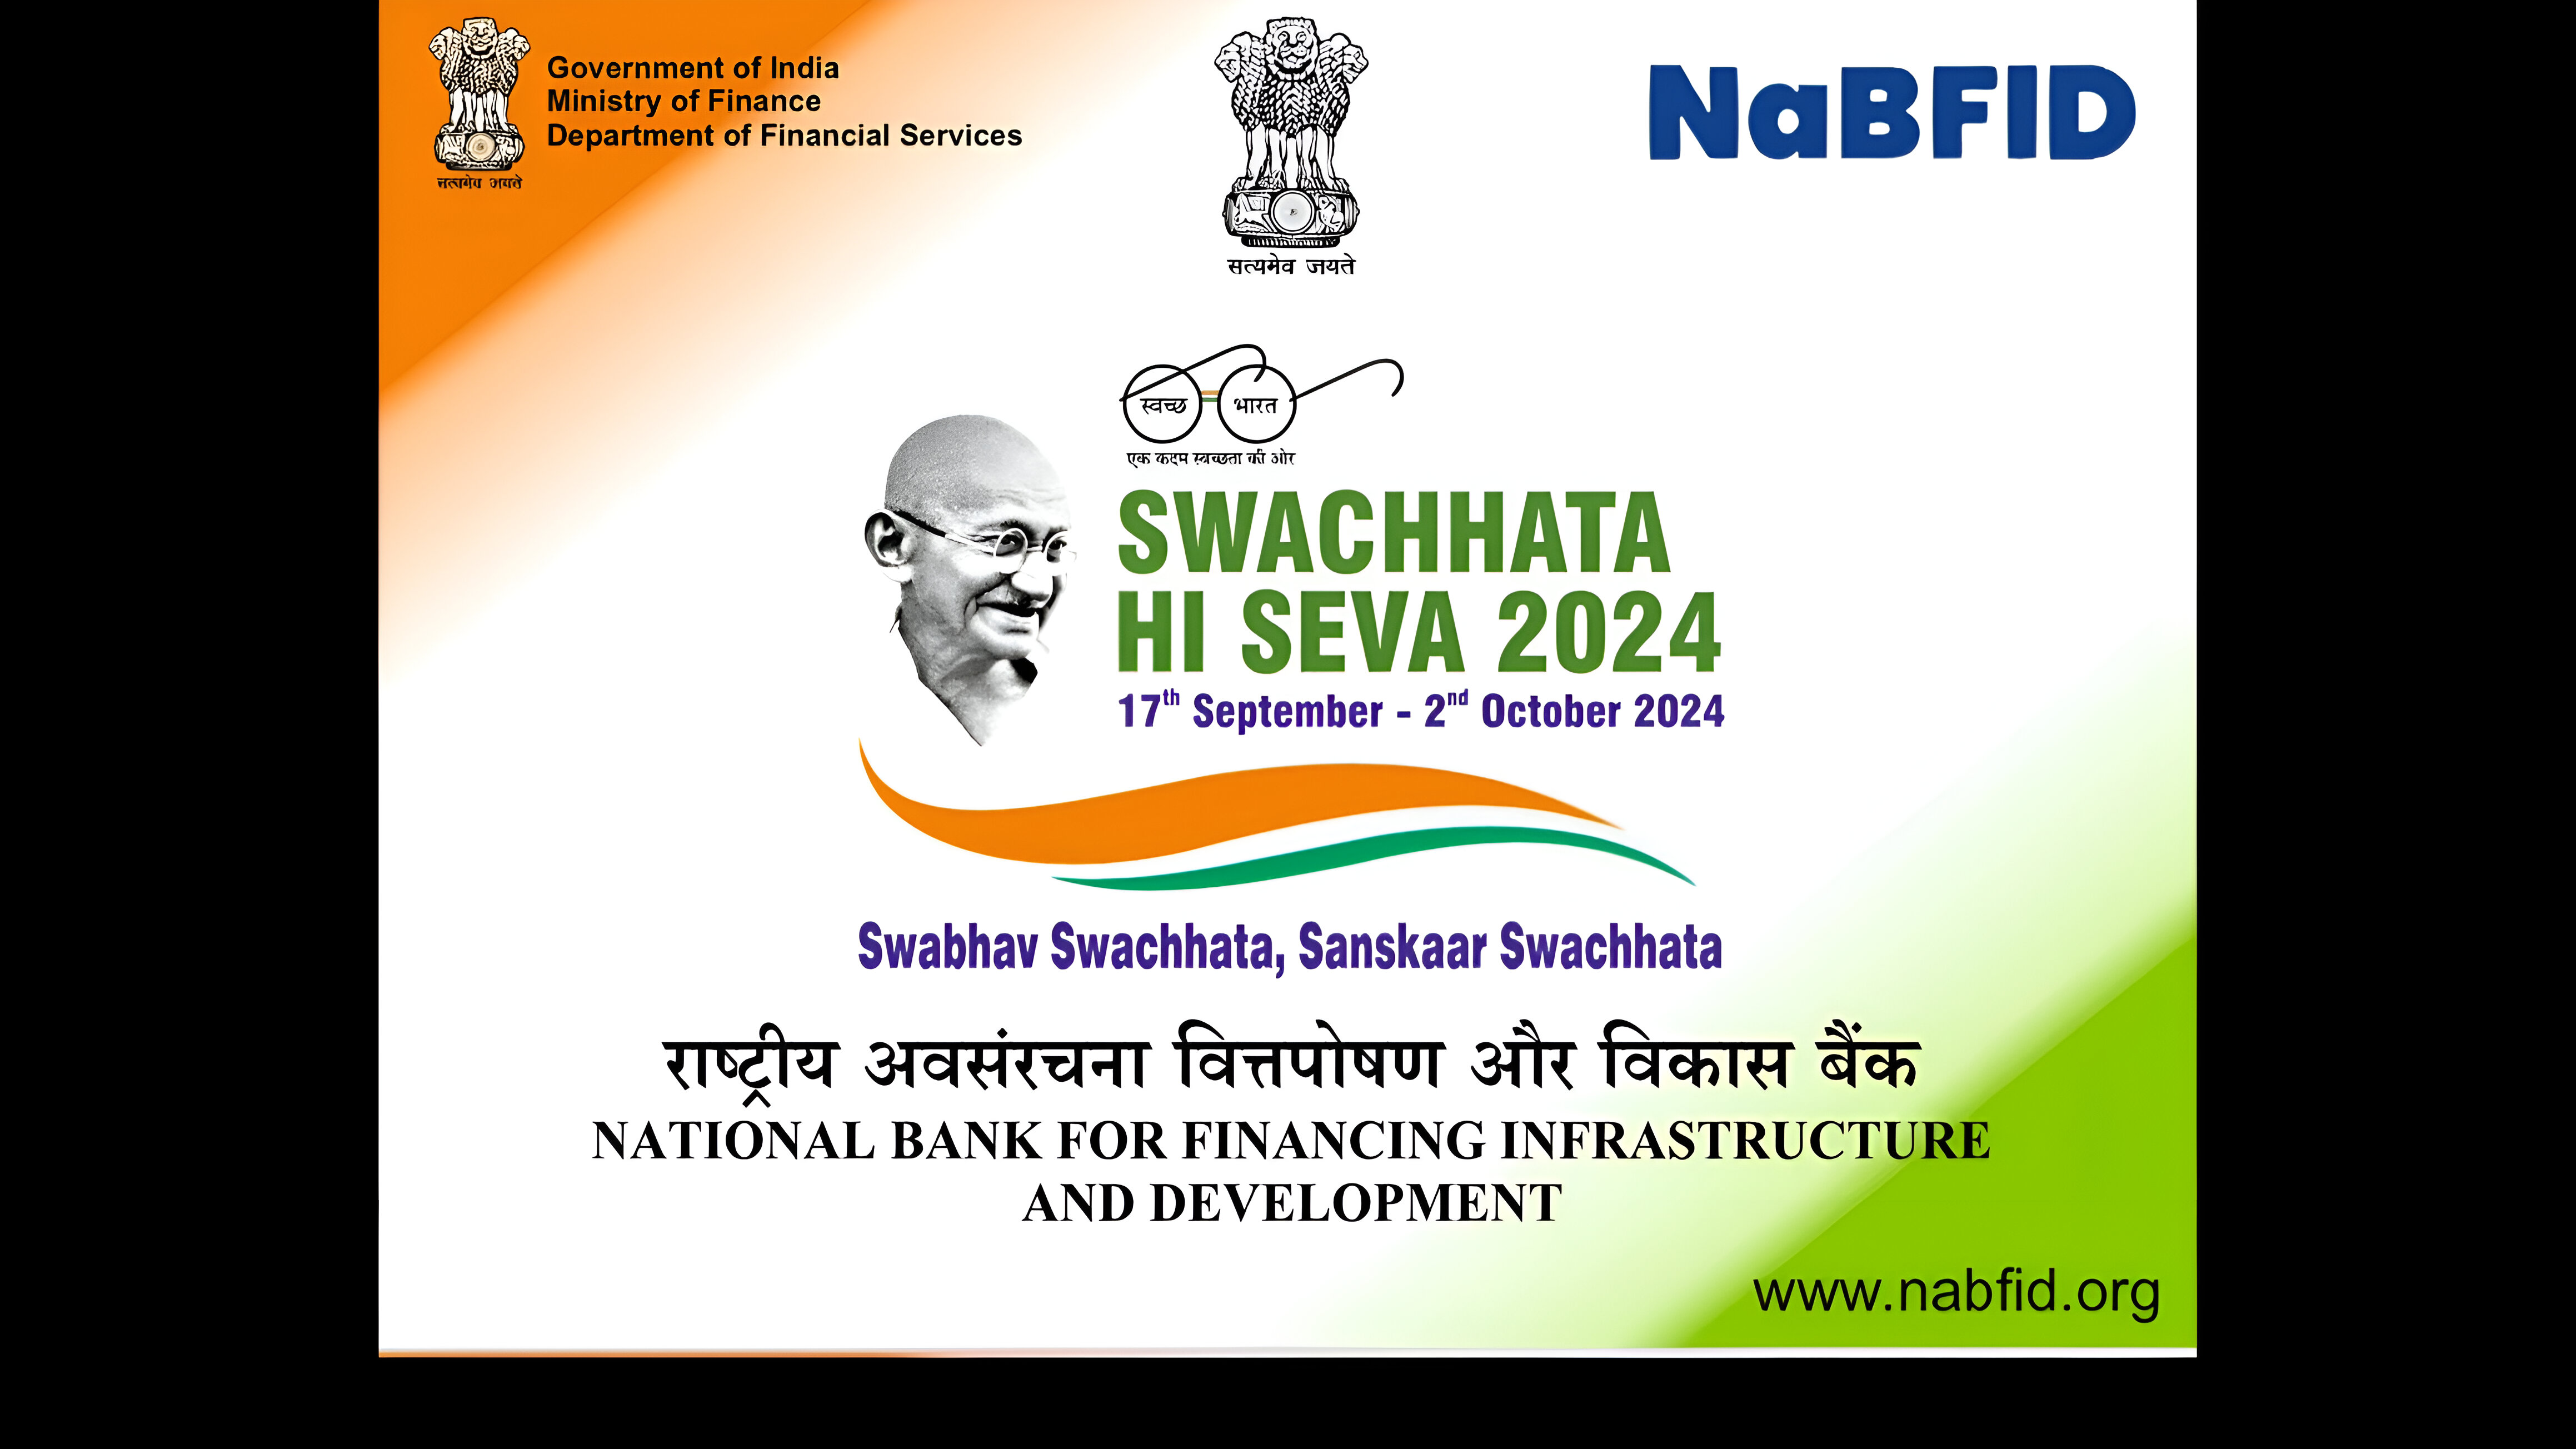 Government of India
Ministry of Finance
Department of Financial Services
सत्यमेव जयते
सत्यमेव जयते
NaBFID
स्वच्छ भारत
एक कदम स्वच्छता की ओर
SWACHHATA
HI SEVA 2024
17th September - 2nd October 2024
Swabhav Swachhata, Sanskaar Swachhata
राष्ट्रीय अवसंरचना वित्तपोषण और विकास बैंक
NATIONAL BANK FOR FINANCING INFRASTRUCTURE
AND DEVELOPMENT
www.nabfid.org